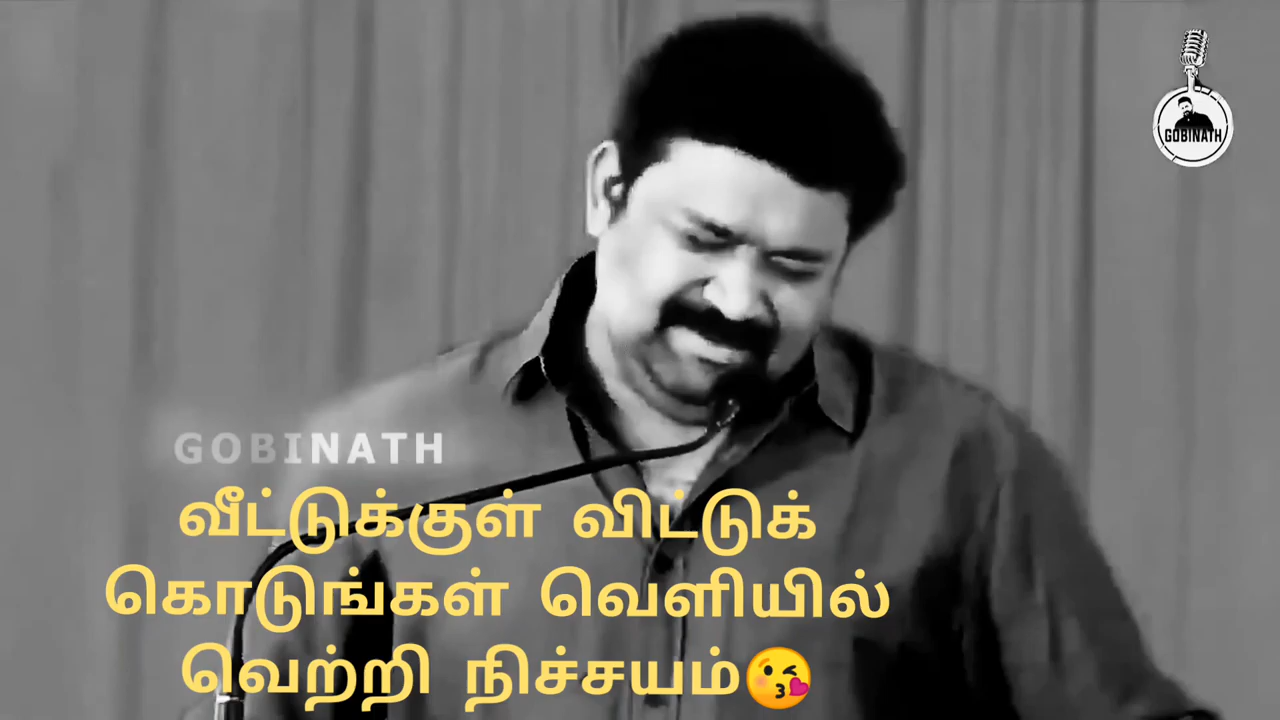 GOBINATH
GOBINATH
வீட்டுக்குள் விட்டுக்
கொடுங்கள் வெளியில்
வெற்றி நிச்சயம்😘